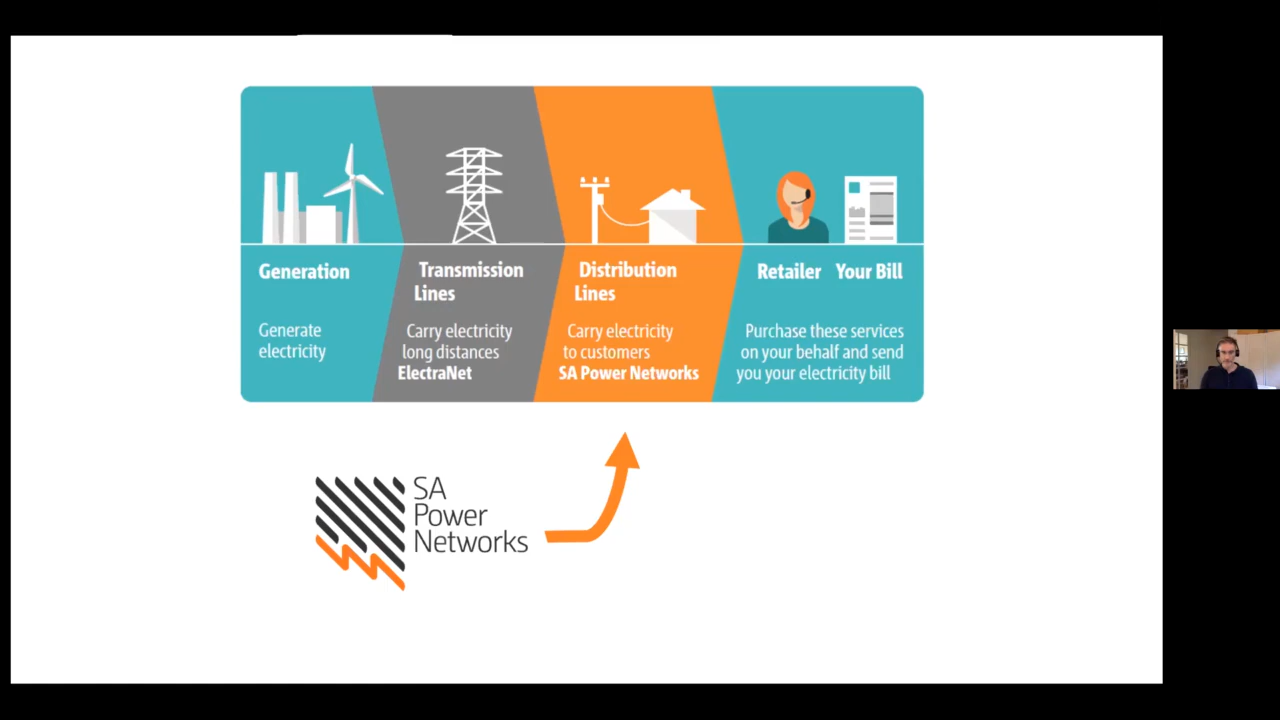 Generation
Generate
electricity
Transmission
Lines
Carry electricity
long distances
ElectraNet
Distribution
Lines
Carry electricity
to customers
SA Power Networks
Retailer Your Bill
Purchase these services
on your behalf and send
you your electricity bill
SA
Power
Networks